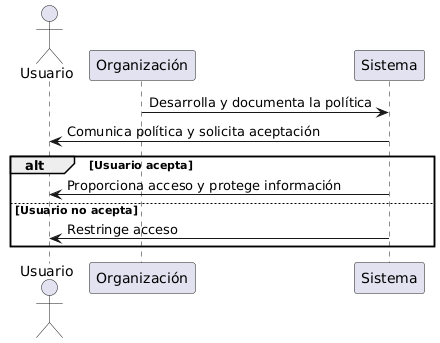 Usuario
Organización
Sistema
Desarrolla y documenta la política
Comunica política y solicita aceptación
alt [Usuario acepta]
Proporciona acceso y protege información
[Usuario no acepta]
Restringe acceso
Usuario
Organización
Sistema